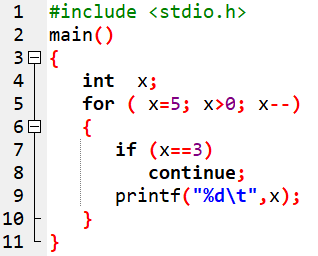 1 #include <stdio.h>
2 main()
3 {
4 int x;
5 for ( x=5; x>0; x--)
6 {
7 if (x==3)
8 continue;
9 printf("%d\t",x);
10 }
11 }